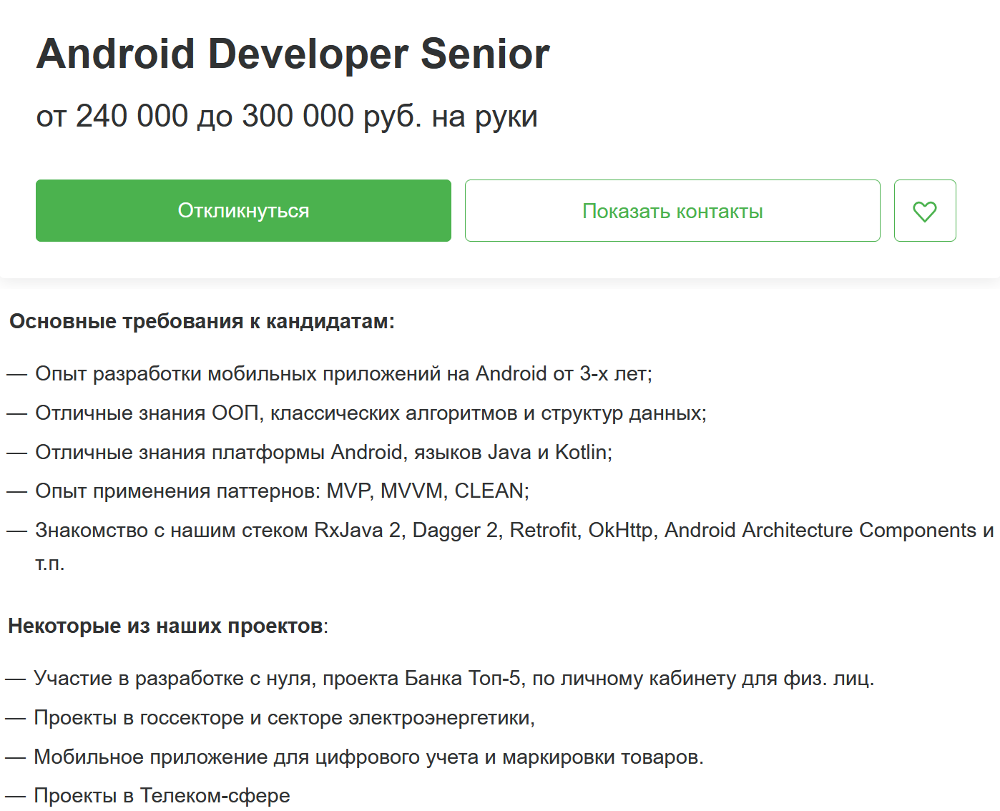 Android Developer Senior
от 240 000 до 300 000 руб. на руки
Откликнуться
Показать контакты
Основные требования к кандидатам:
— Опыт разработки мобильных приложений на Android от 3-х лет;
— Отличные знания ООП, классических алгоритмов и структур данных;
— Отличные знания платформы Android, языков Java и Kotlin;
— Опыт применения паттернов: MVP, MVVM, CLEAN;
— Знакомство с нашим стеком RxJava 2, Dagger 2, Retrofit, OkHttp, Android Architecture Components и
т.п.
Некоторые из наших проектов:
— Участие в разработке с нуля, проекта Банка Топ-5, по личному кабинету для физ. лиц.
— Проекты в госсекторе и секторе электроэнергетики,
— Мобильное приложение для цифрового учета и маркировки товаров.
— Проекты в Телеком-сфере